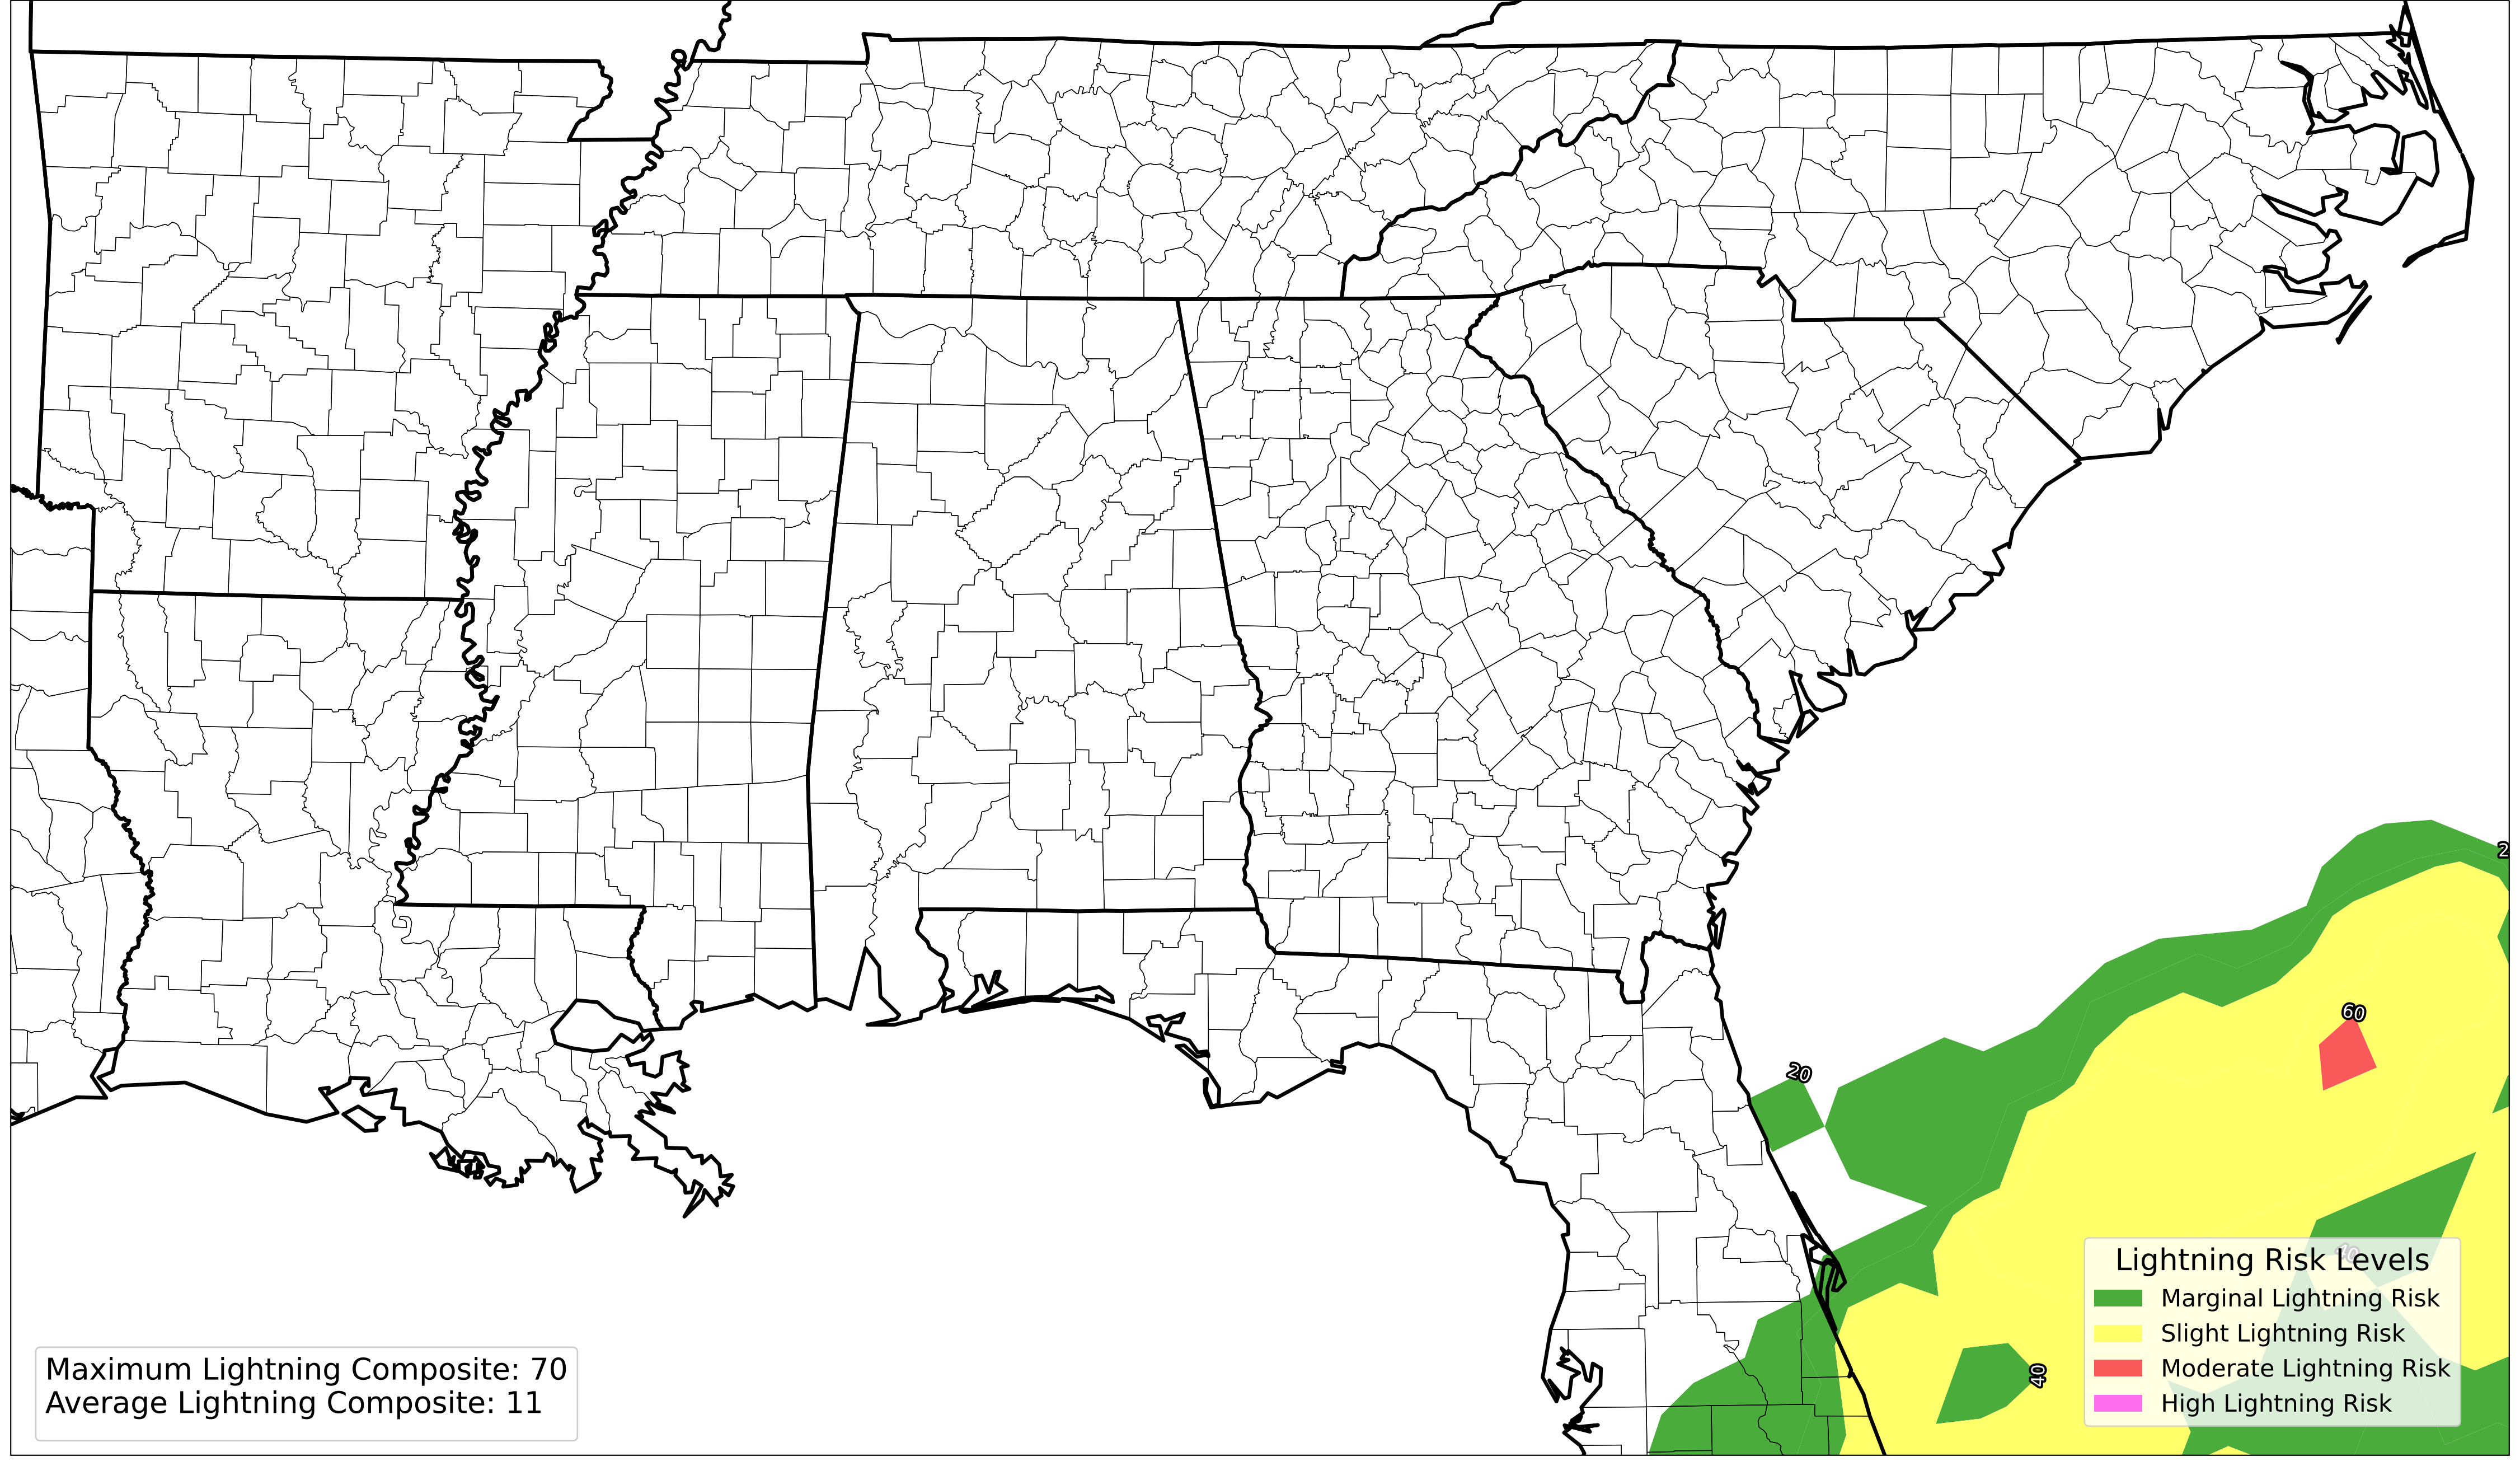 20
60
40
40
Lightning Risk Levels
Marginal Lightning Risk
Slight Lightning Risk
Moderate Lightning Risk
High Lightning Risk
Maximum Lightning Composite: 70
Average Lightning Composite: 11